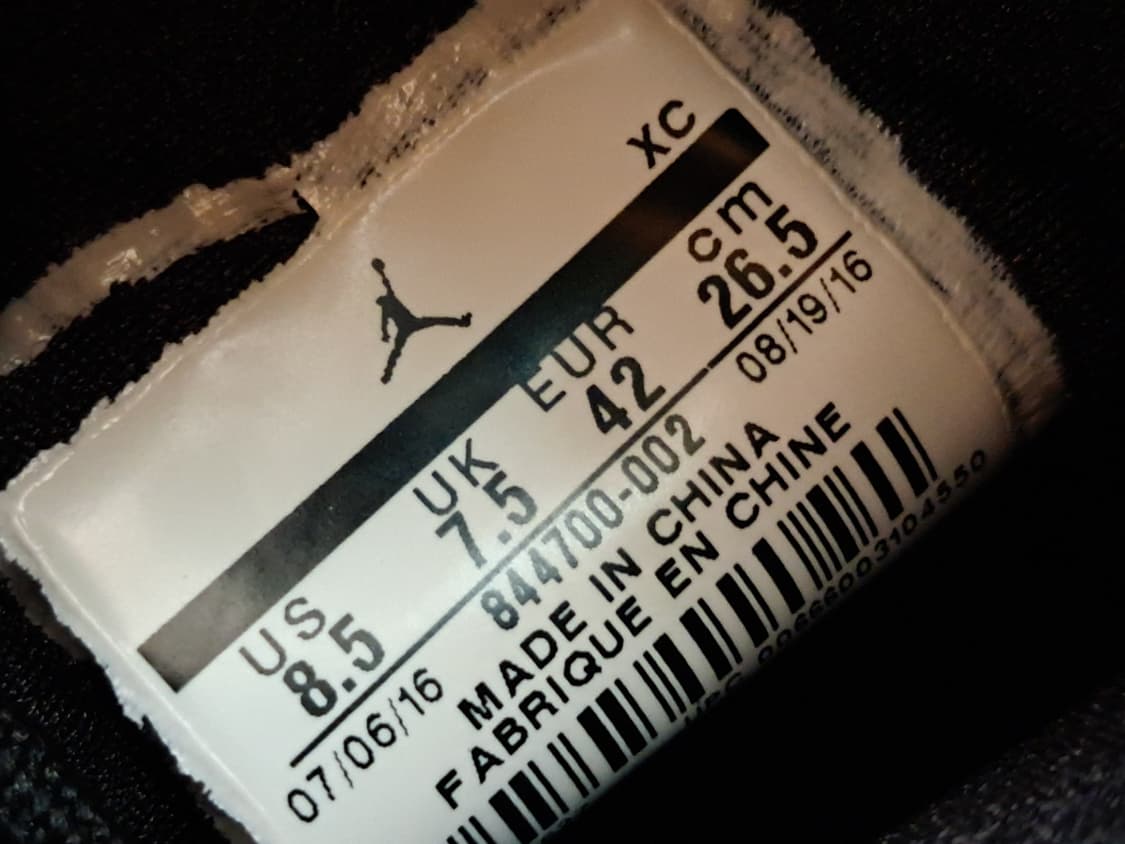 XC
US UK EUR cm
8.5 7.5 42 26.5
07/06/16 844700-002 08/19/16
MADE IN CHINA
FABRIQUE EN CHINE